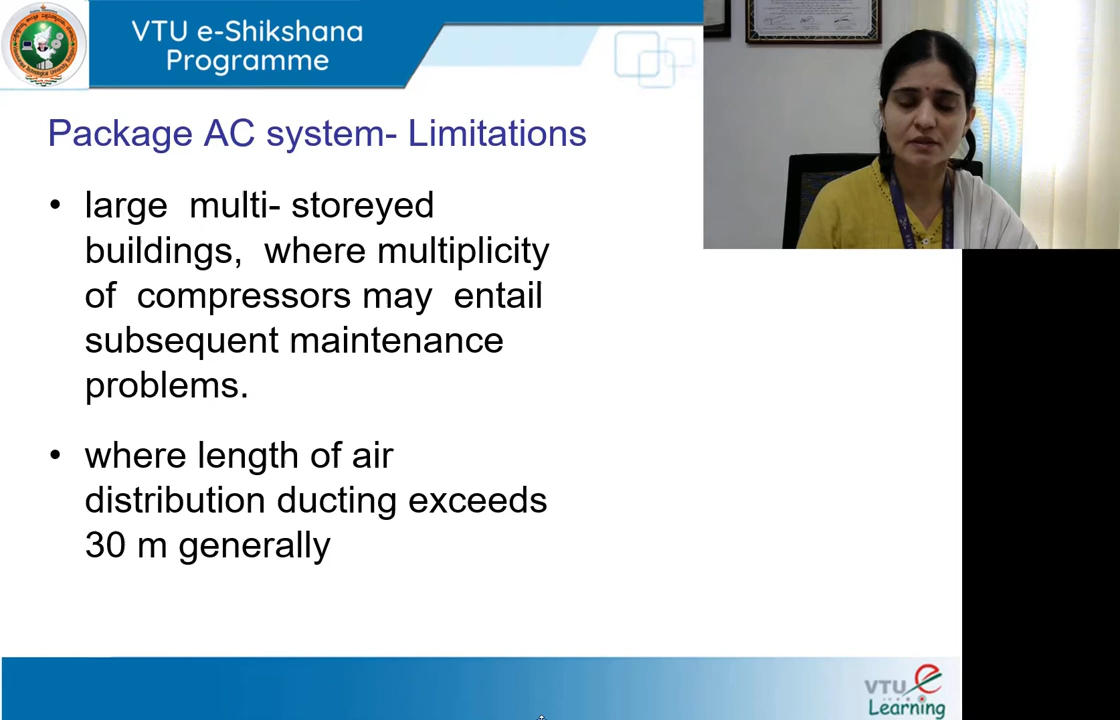 VTU e-Shikshana
Programme
Package AC system- Limitations
• large multi- storeyed
buildings, where multiplicity
of compressors may entail
subsequent maintenance
problems.
• where length of air
distribution ducting exceeds
30 m generally
VTU e
Learning